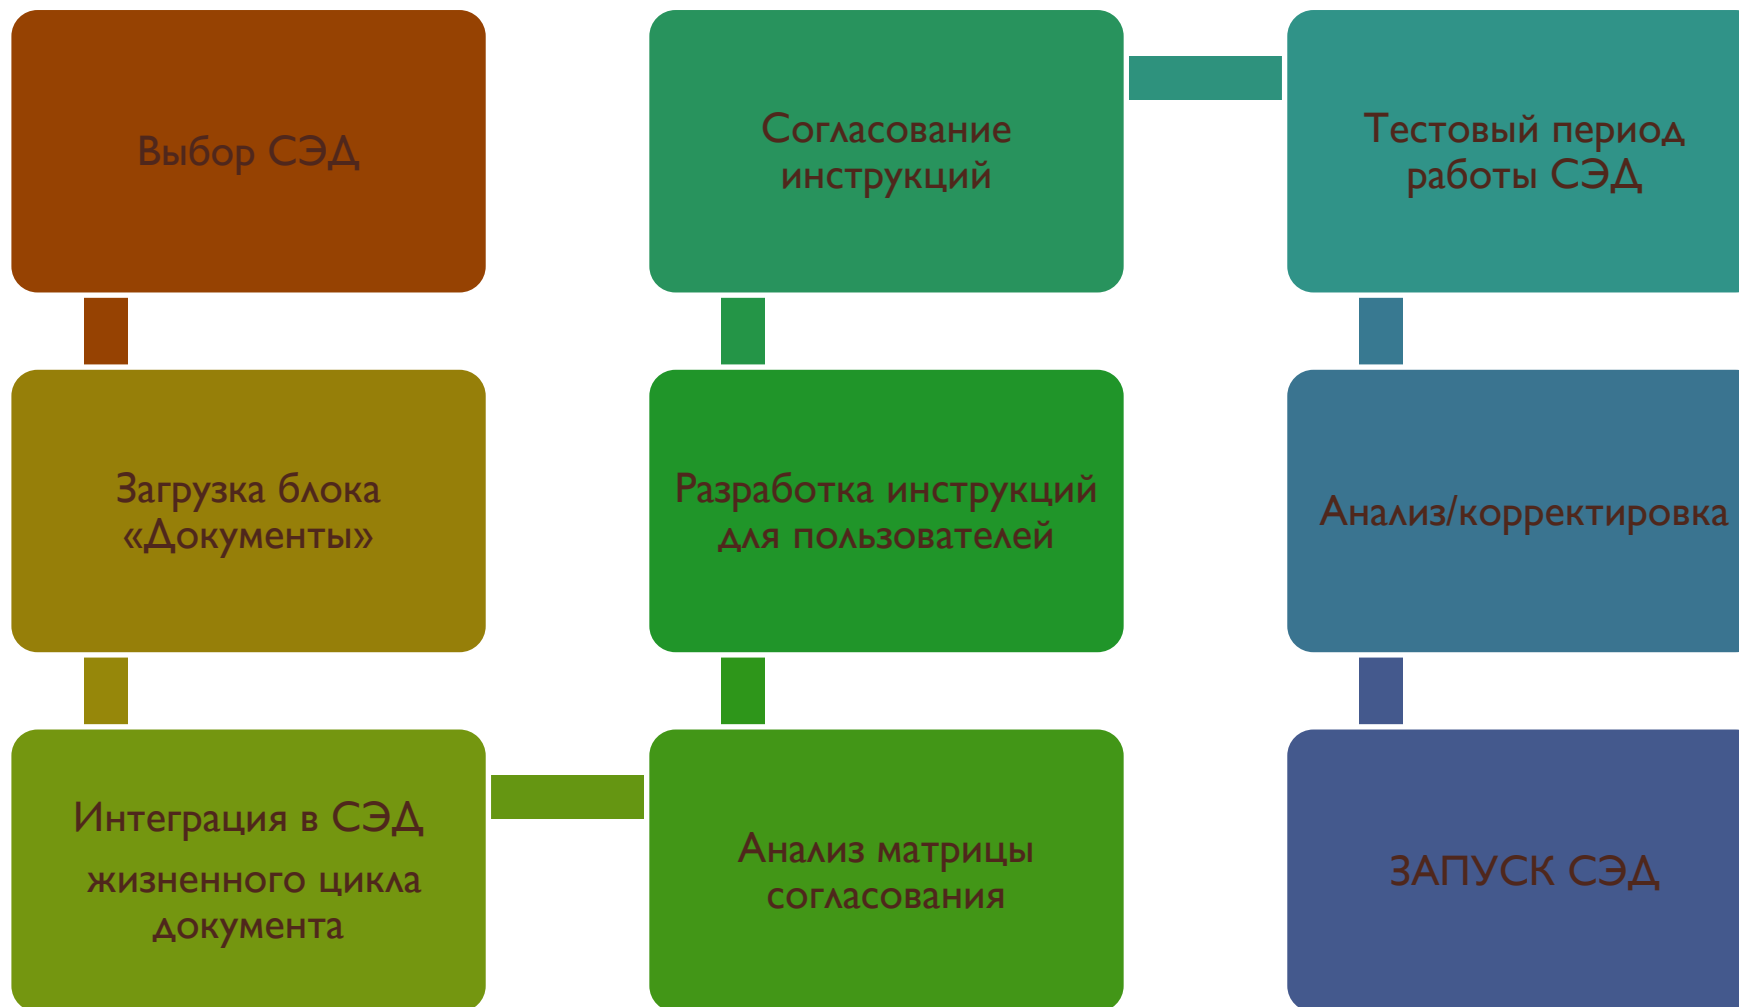 Выбор СЭД
Загрузка блока
«Документы»
Интеграция в СЭД
жизненного цикла
документа
Анализ матрицы
согласования
Разработка инструкций
для пользователей
Согласование
инструкций
Тестовый период
работы СЭД
Анализ/корректировка
ЗАПУСК СЭД